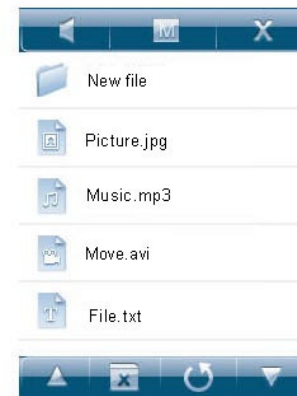 M X
New file
Picture.jpg
Music.mp3
Move.avi
T File.txt
x